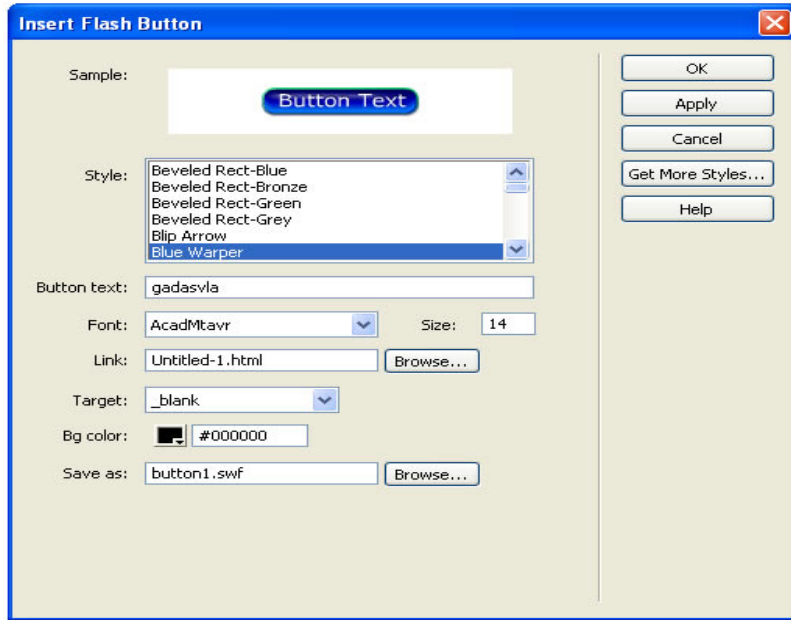 Insert Flash Button
Sample:
Button Text
Style:
Beveled Rect-Blue
Beveled Rect-Bronze
Beveled Rect-Green
Beveled Rect-Grey
Blip Arrow
Blue Warper
Button text: gadasvla
Font: AcadMtavr Size: 14
Link: Untitled-1.html Browse...
Target: _blank
Bg color: #000000
Save as: button1.swf Browse...
OK
Apply
Cancel
Get More Styles...
Help